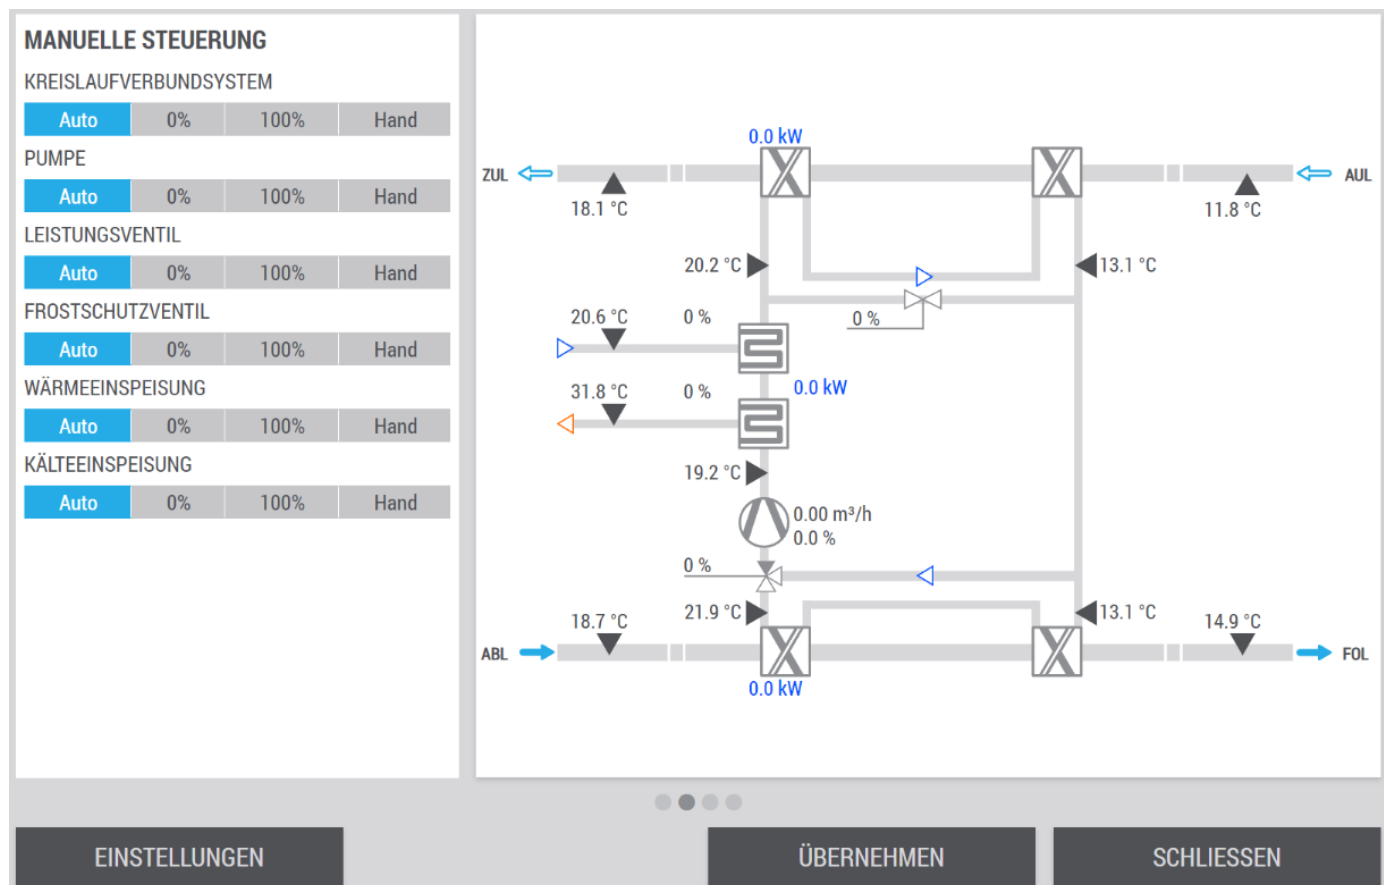 MANUELLE STEUERUNG
KREISLAUFVERBUNDSYSTEM
Auto 0% 100% Hand
PUMPE
Auto 0% 100% Hand
LEISTUNGSVENTIL
Auto 0% 100% Hand
FROSTSCHUTZVENTIL
Auto 0% 100% Hand
WÄRMEEINSPEISUNG
Auto 0% 100% Hand
KÄLTEEINSPEISUNG
Auto 0% 100% Hand
0.0 kW
ZUL AUL
18.1 °C 11.8 °C
20.2 °C 13.1 °C
20.6 °C 0 % 0 %
31.8 °C 0 % 0.0 kW
19.2 °C
0.00 m³/h
0.0 %
0 %
21.9 °C 13.1 °C
18.7 °C 14.9 °C
ABL FOL
0.0 kW
EINSTELLUNGEN ÜBERNEHMEN SCHLIESSEN